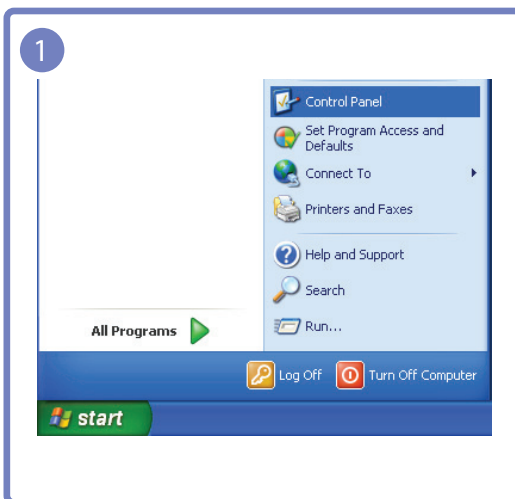 1
Control Panel
Set Program Access and
Defaults
Connect To
Printers and Faxes
Help and Support
Search
Run...
All Programs
Log Off
Turn Off Computer
start